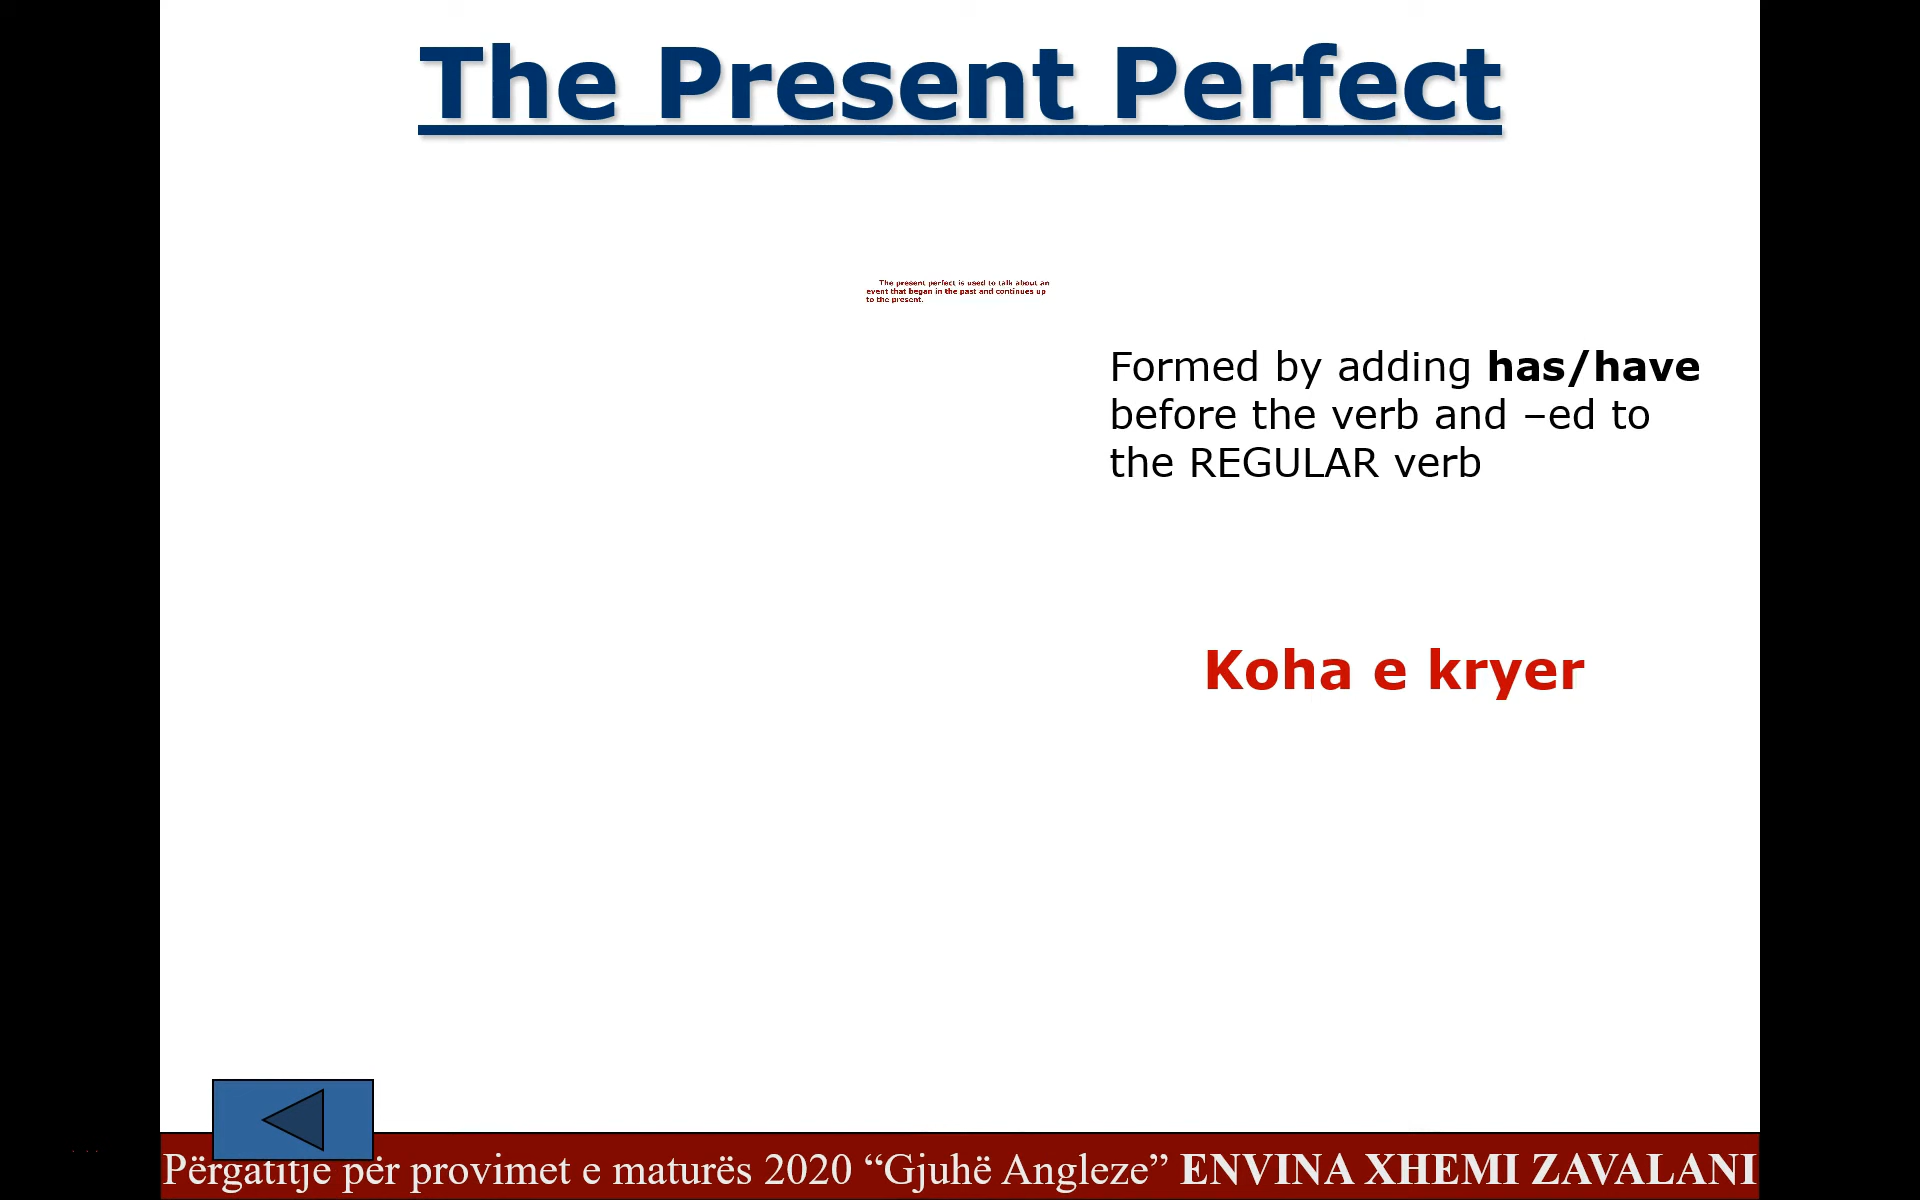 The Present Perfect
The present perfect is used to talk about an
event that began in the past and continues up
to the present.
Formed by adding has/have
before the verb and –ed to
the REGULAR verb
Koha e kryer
Përgatitje për provimet e maturës 2020 “Gjuhë Angleze” ENVINA XHEMI ZAVALANI